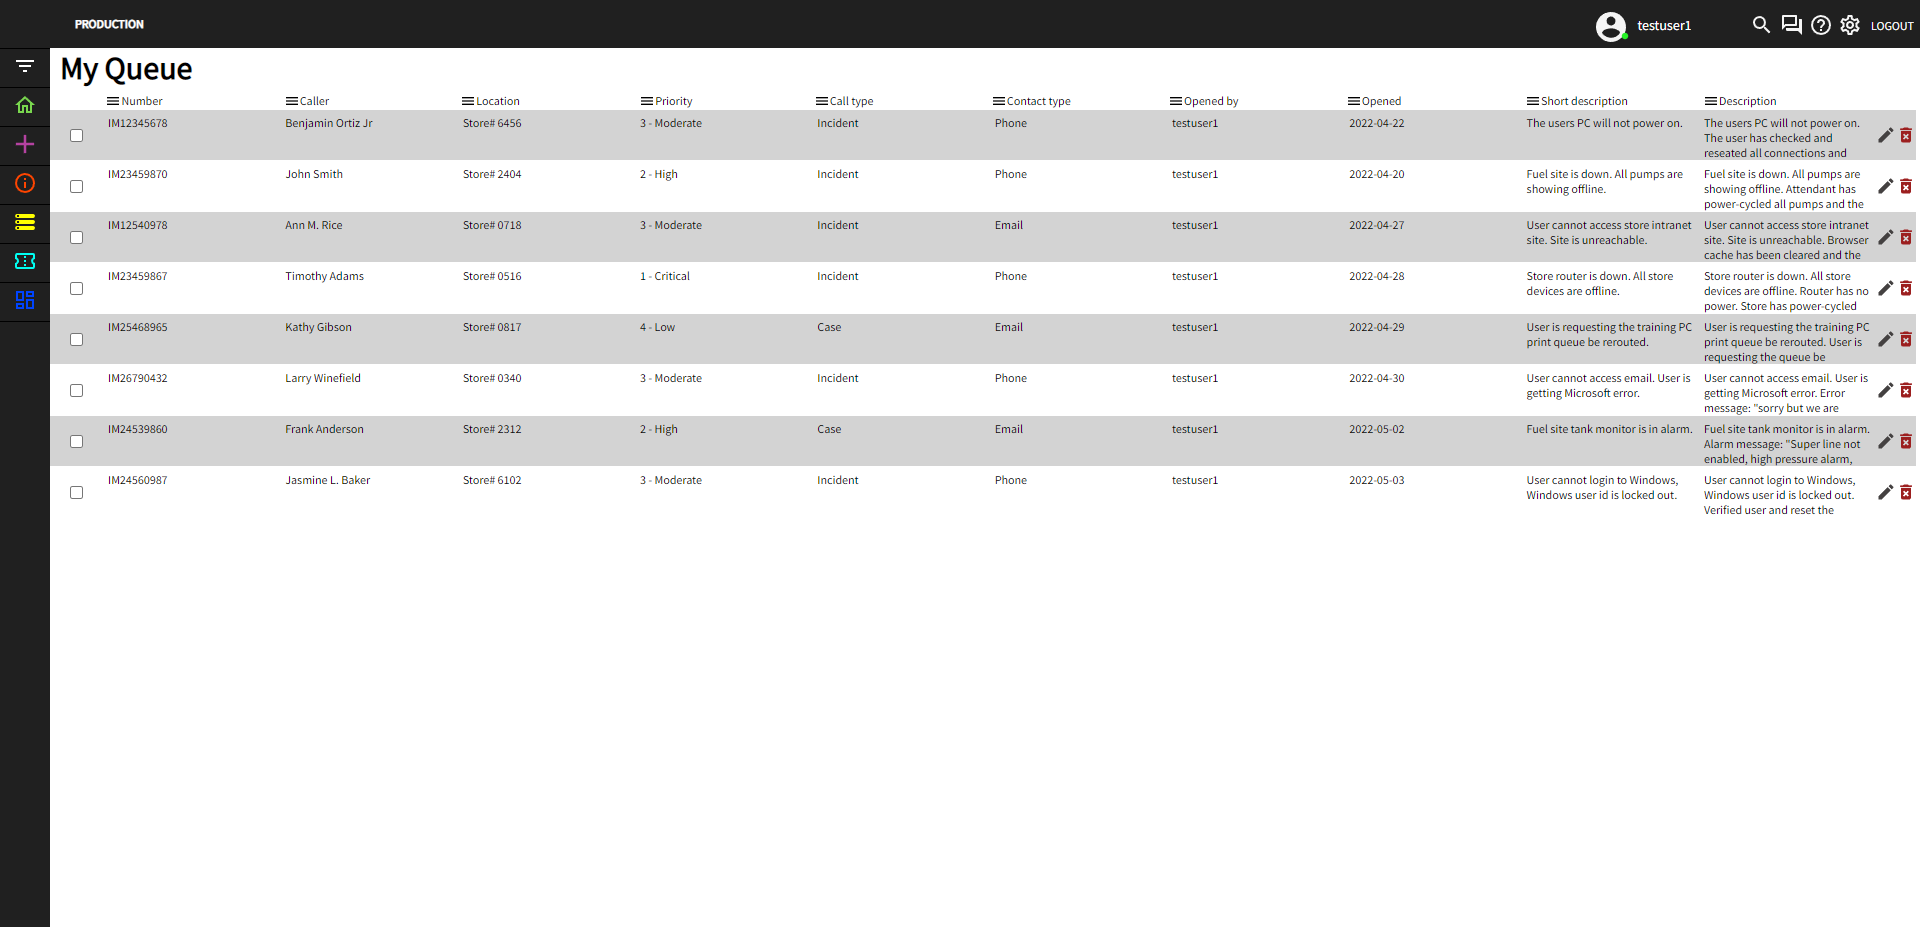 PRODUCTION
testuser1
LOGOUT
My Queue
Number Caller Location Priority Call type Contact type Opened by Opened Short description Description
IM12345678 Benjamin Ortiz Jr Store# 6456 3 - Moderate Incident Phone testuser1 2022-04-22 The users PC will not power on. The users PC will not power on.
The user has checked and
reseated all connections and
IM23459870 John Smith Store# 2404 2 - High Incident Phone testuser1 2022-04-20 Fuel site is down. All pumps are Fuel site is down. All pumps are
showing offline. showing offline. Attendant has
power-cycled all pumps and the
IM12540978 Ann M. Rice Store# 0718 3 - Moderate Incident Email testuser1 2022-04-27 User cannot access store intranet User cannot access store intranet
site. Site is unreachable. site. Site is unreachable. Browser
cache has been cleared and the
IM23459867 Timothy Adams Store# 0516 1 - Critical Incident Phone testuser1 2022-04-28 Store router is down. All store Store router is down. All store
devices are offline. devices are offline. Router has no
power. Store has power-cycled
IM25468965 Kathy Gibson Store# 0817 4 - Low Case Email testuser1 2022-04-29 User is requesting the training PC User is requesting the training PC
print queue be rerouted. print queue be rerouted. User is
requesting the queue be
IM26790432 Larry Winefield Store# 0340 3 - Moderate Incident Phone testuser1 2022-04-30 User cannot access email. User is User cannot access email. User is
getting Microsoft error. getting Microsoft error. Error
message: "sorry but we are
IM24539860 Frank Anderson Store# 2312 2 - High Case Email testuser1 2022-05-02 Fuel site tank monitor is in alarm. Fuel site tank monitor is in alarm.
Alarm message: "Super line not
enabled, high pressure alarm,
IM24560987 Jasmine L. Baker Store# 6102 3 - Moderate Incident Phone testuser1 2022-05-03 User cannot login to Windows, User cannot login to Windows,
Windows user id is locked out. Windows user id is locked out.
Verified user and reset the